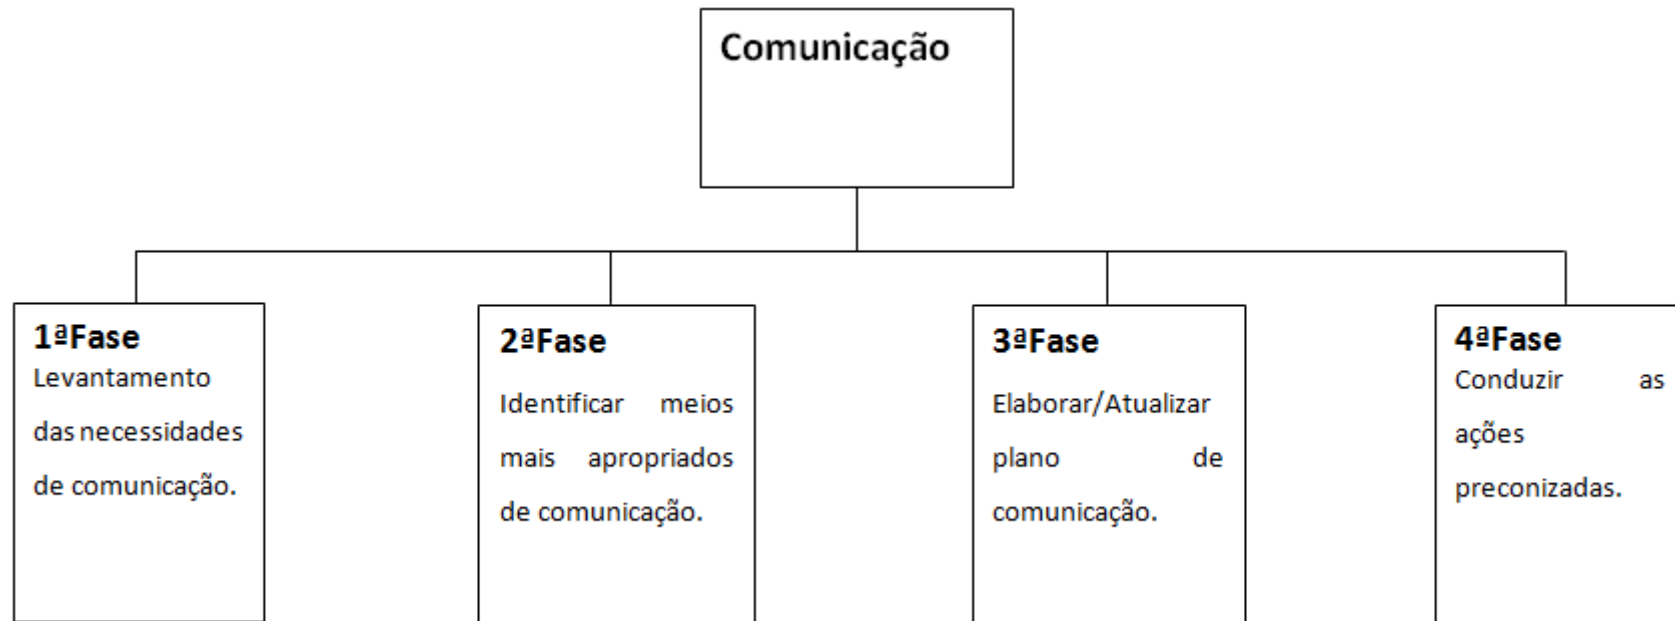 Comunicação
1ªFase
Levantamento
das necessidades
de comunicação.
2ªFase
Identificar meios
mais apropriados
de comunicação.
3ªFase
Elaborar/Atualizar
plano de
comunicação.
4ªFase
Conduzir as
ações
preconizadas.